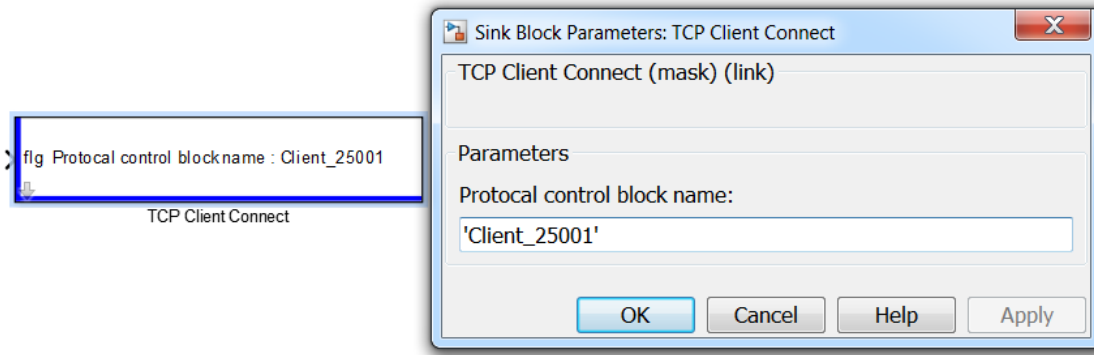 flg Protocal control blockname : Client_25001
TCP Client Connect
Sink Block Parameters: TCP Client Connect
TCP Client Connect (mask) (link)
Parameters
Protocal control block name:
'Client_25001'
OK Cancel Help Apply